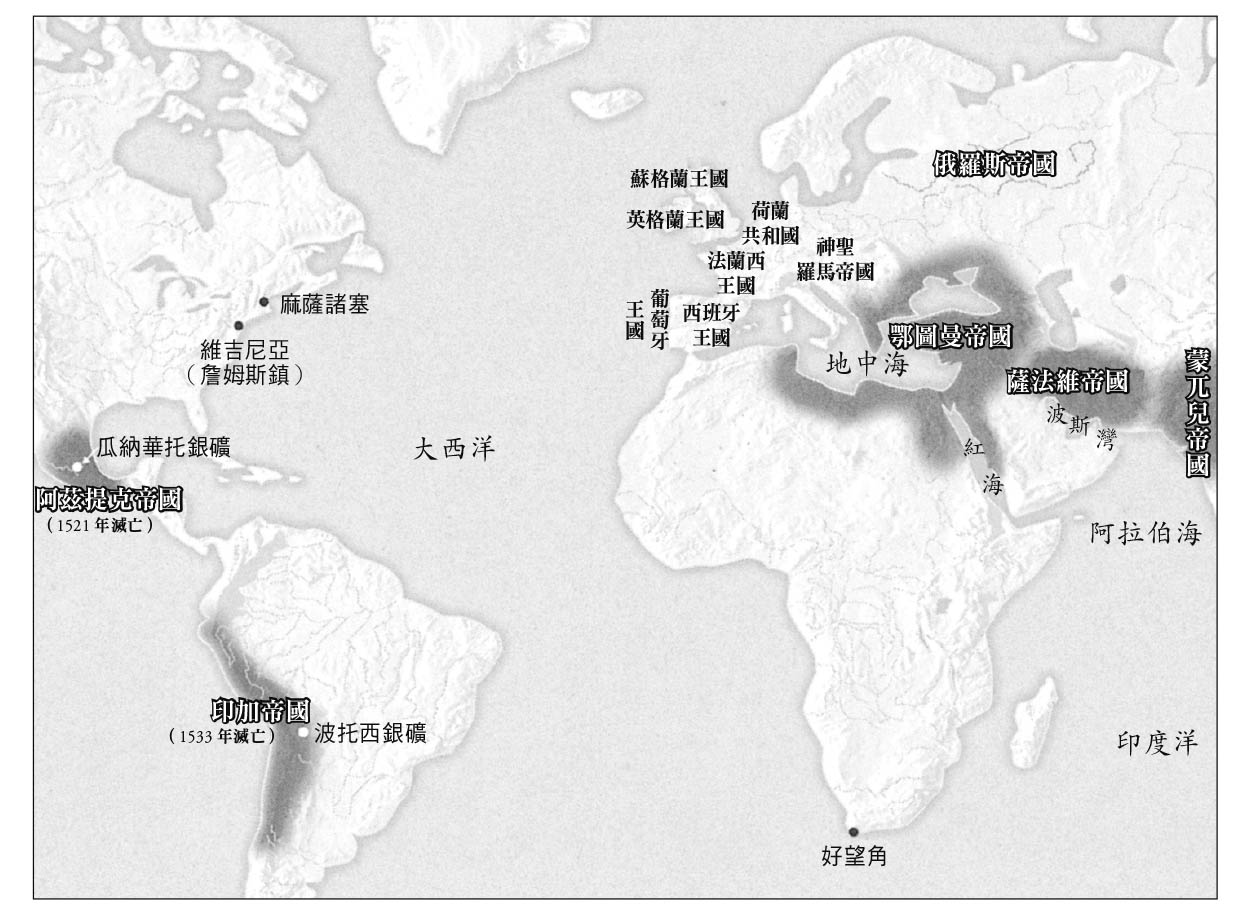 俄羅斯帝國
蘇格蘭王國
英格蘭王國
荷蘭
共和國
神聖
羅馬帝國
法蘭西
王國
葡萄牙
王國
西班牙
王國
麻薩諸塞
維吉尼亞
（詹姆斯鎮）
鄂圖曼帝國
地中海
薩法維帝國
蒙兀兒帝國
波斯灣
瓜納華托銀礦
大西洋
紅海
阿茲提克帝國
（1521 年滅亡）
阿拉伯海
印加帝國
（1533 年滅亡）
波托西銀礦
印度洋
好望角